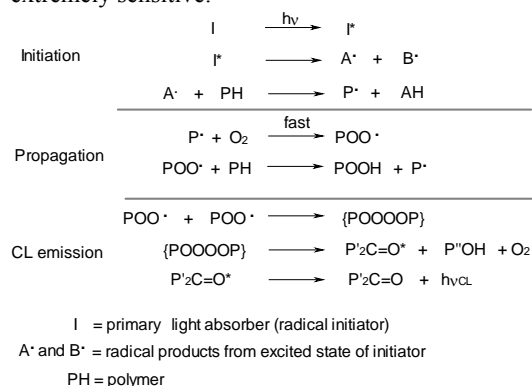 extremely sensitive.
I hν I*
Initiation
I* A· + B·
A· + PH P· + AH
P· + O₂ fast POO·
Propagation
POO· + PH POOH + P·
POO· + POO· {POOOOP}
CL emission {POOOOP} P'₂C=O* + P''OH + O₂
P'₂C=O* P'₂C=O + hνCL
I = primary light absorber (radical initiator)
A· and B· = radical products from excited state of initiator
PH = polymer